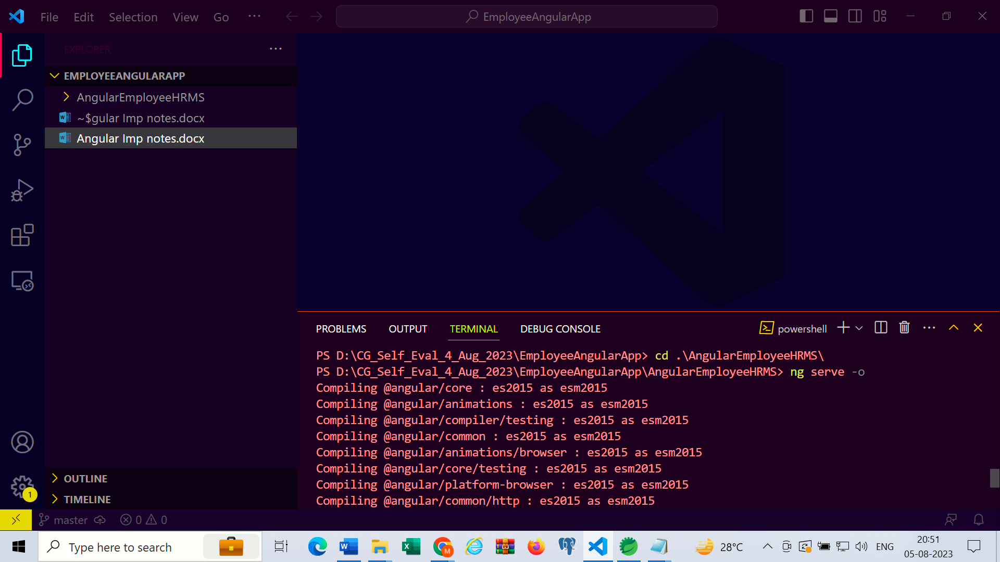 File Edit Selection View Go ... EmployeeAngularApp
EXPLORER ...
EMPLOYEEANGULARAPP
AngularEmployeeHRMS
~$gular Imp notes.docx
Angular Imp notes.docx
OUTLINE
TIMELINE
1
PROBLEMS OUTPUT TERMINAL DEBUG CONSOLE powershell
PS D:\CG_Self_Eval_4_Aug_2023\EmployeeAngularApp> cd .\AngularEmployeeHRMS\
PS D:\CG_Self_Eval_4_Aug_2023\EmployeeAngularApp\AngularEmployeeHRMS> ng serve -o
Compiling @angular/core : es2015 as esm2015
Compiling @angular/animations : es2015 as esm2015
Compiling @angular/compiler/testing : es2015 as esm2015
Compiling @angular/common : es2015 as esm2015
Compiling @angular/animations/browser : es2015 as esm2015
Compiling @angular/core/testing : es2015 as esm2015
Compiling @angular/platform-browser : es2015 as esm2015
Compiling @angular/common/http : es2015 as esm2015
master 0 0
Type here to search 28°C ENG 20:51
05-08-2023